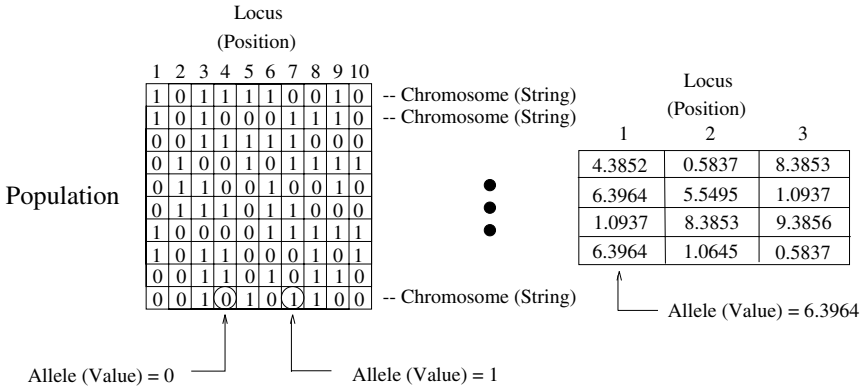 Locus
(Position)
1 2 3 4 5 6 7 8 9 10
1 0 1 1 1 1 0 0 1 0 -- Chromosome (String)
1 0 1 0 0 0 1 1 1 0 -- Chromosome (String)
0 0 1 1 1 1 1 1 0 0
0 1 0 0 1 0 1 1 1 1
0 1 1 0 0 1 0 0 1 0
0 1 1 1 0 1 1 0 0 0
1 0 0 0 0 1 1 1 1 1
1 0 1 1 0 0 0 1 0 1
0 0 1 1 0 1 0 1 1 0
0 0 1 0 1 0 1 1 0 0 -- Chromosome (String)
Population
Allele (Value) = 0
Allele (Value) = 1
Locus
(Position)
1 2 3
4.3852 0.5837 8.3853
6.3964 5.5495 1.0937
1.0937 8.3853 9.3856
6.3964 1.0645 0.5837
Allele (Value) = 6.3964